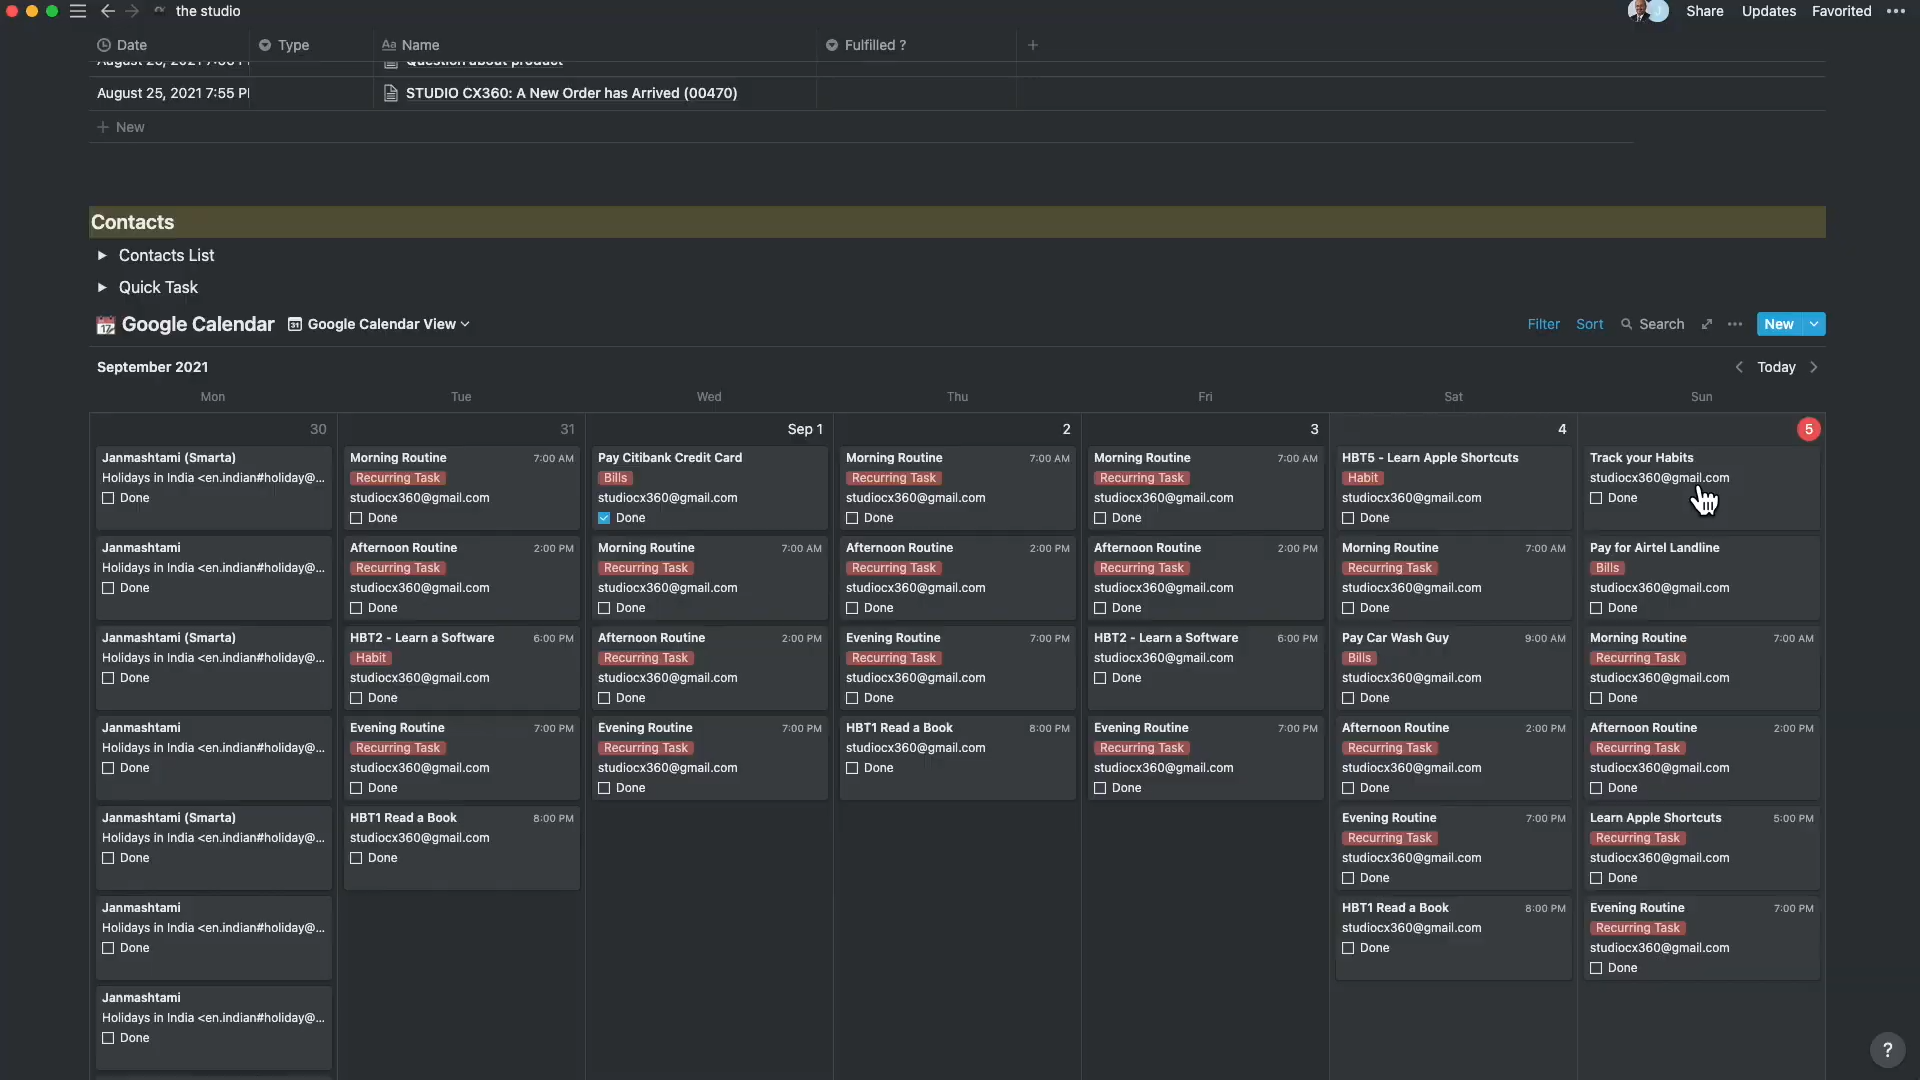 the studio
Share Updates Favorited
Date Type Aa Name Fulfilled ?
Question about product
August 25, 2021 7:55 P STUDIO CX360: A New Order has Arrived (00470)
New
Contacts
Contacts List
Quick Task
Google Calendar Google Calendar View Filter Sort Search New
September 2021 Today
Mon Tue Wed Thu Fri Sat Sun
30
Janmashtami (Smarta)
Holidays in India <en.indian#holiday@...
Done
Janmashtami
Holidays in India <en.indian#holiday@...
Done
Janmashtami (Smarta)
Holidays in India <en.indian#holiday@...
Done
Janmashtami
Holidays in India <en.indian#holiday@...
Done
Janmashtami (Smarta)
Holidays in India <en.indian#holiday@...
Done
Janmashtami
Holidays in India <en.indian#holiday@...
Done
Janmashtami
Holidays in India <en.indian#holiday@...
Done
31
Morning Routine 7:00 AM
Recurring Task
studiocx360@gmail.com
Done
Afternoon Routine 2:00 PM
Recurring Task
studiocx360@gmail.com
Done
HBT2 - Learn a Software 6:00 PM
Habit
studiocx360@gmail.com
Done
Evening Routine 7:00 PM
Recurring Task
studiocx360@gmail.com
Done
HBT1 Read a Book 8:00 PM
studiocx360@gmail.com
Done
Sep 1
Pay Citibank Credit Card
Bills
studiocx360@gmail.com
Done
Morning Routine 7:00 AM
Recurring Task
studiocx360@gmail.com
Done
Afternoon Routine 2:00 PM
Recurring Task
studiocx360@gmail.com
Done
Evening Routine 7:00 PM
Recurring Task
studiocx360@gmail.com
Done
2
Morning Routine 7:00 AM
Recurring Task
studiocx360@gmail.com
Done
Afternoon Routine 2:00 PM
Recurring Task
studiocx360@gmail.com
Done
Evening Routine 7:00 PM
Recurring Task
studiocx360@gmail.com
Done
HBT1 Read a Book 8:00 PM
studiocx360@gmail.com
Done
3
Morning Routine 7:00 AM
Recurring Task
studiocx360@gmail.com
Done
Afternoon Routine 2:00 PM
Recurring Task
studiocx360@gmail.com
Done
HBT2 - Learn a Software 6:00 PM
studiocx360@gmail.com
Done
Evening Routine 7:00 PM
Recurring Task
studiocx360@gmail.com
Done
4
HBT5 - Learn Apple Shortcuts
Habit
studiocx360@gmail.com
Done
Morning Routine 7:00 AM
Recurring Task
studiocx360@gmail.com
Done
Pay Car Wash Guy 9:00 AM
Bills
studiocx360@gmail.com
Done
Afternoon Routine 2:00 PM
Recurring Task
studiocx360@gmail.com
Done
Evening Routine 7:00 PM
Recurring Task
studiocx360@gmail.com
Done
HBT1 Read a Book 8:00 PM
studiocx360@gmail.com
Done
5
Track your Habits
studiocx360@gmail.com
Done
Pay for Airtel Landline
Bills
studiocx360@gmail.com
Done
Morning Routine 7:00 AM
Recurring Task
studiocx360@gmail.com
Done
Afternoon Routine 2:00 PM
Recurring Task
studiocx360@gmail.com
Done
Learn Apple Shortcuts 5:00 PM
Recurring Task
studiocx360@gmail.com
Done
Evening Routine 7:00 PM
Recurring Task
studiocx360@gmail.com
Done
?